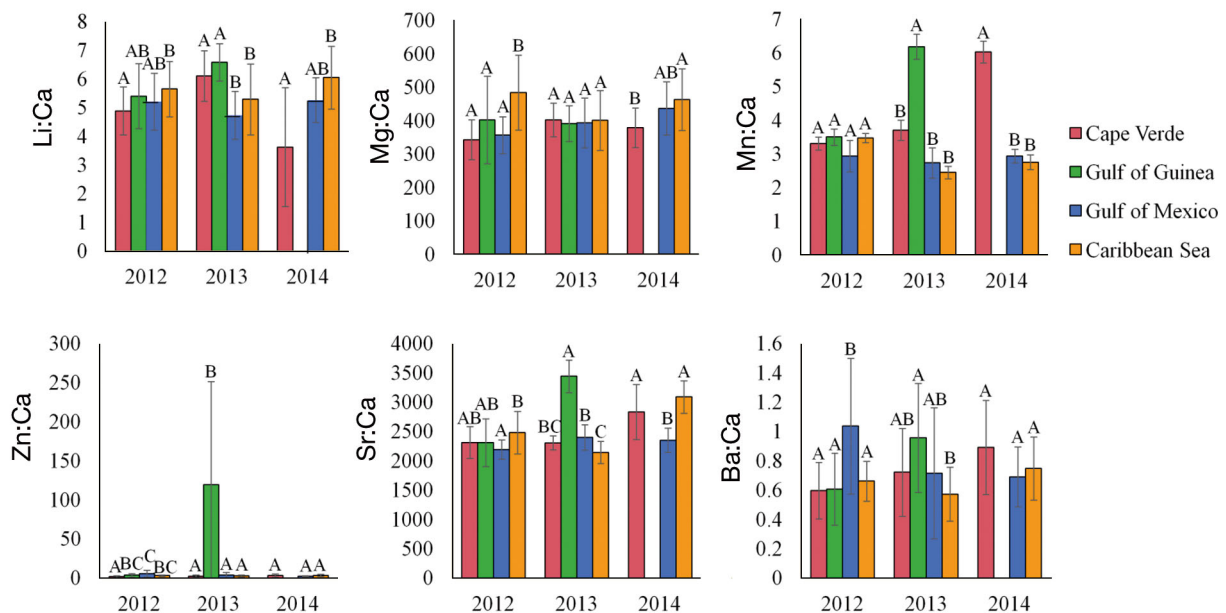 Li:Ca
8
7
6
5
4
3
2
1
0
A
AB
AB
B
A
A
B
B
A
AB
B
2012
2013
2014
Mg:Ca
700
600
500
400
300
200
100
0
A
A
A
B
A
A
A
A
B
AB
A
2012
2013
2014
Mn:Ca
7
6
5
4
3
2
1
0
A
A
A
A
B
A
B
B
A
B
B
2012
2013
2014
Cape Verde
Gulf of Guinea
Gulf of Mexico
Caribbean Sea
Zn:Ca
300
250
200
150
100
50
0
A
BC
C
BC
A
B
A
A
A
A
A
2012
2013
2014
Sr:Ca
4000
3500
3000
2500
2000
1500
1000
500
0
AB
AB
A
B
BC
A
B
C
A
B
A
2012
2013
2014
Ba:Ca
1.6
1.4
1.2
1
0.8
0.6
0.4
0.2
0
A
A
B
A
AB
A
AB
B
A
A
A
2012
2013
2014